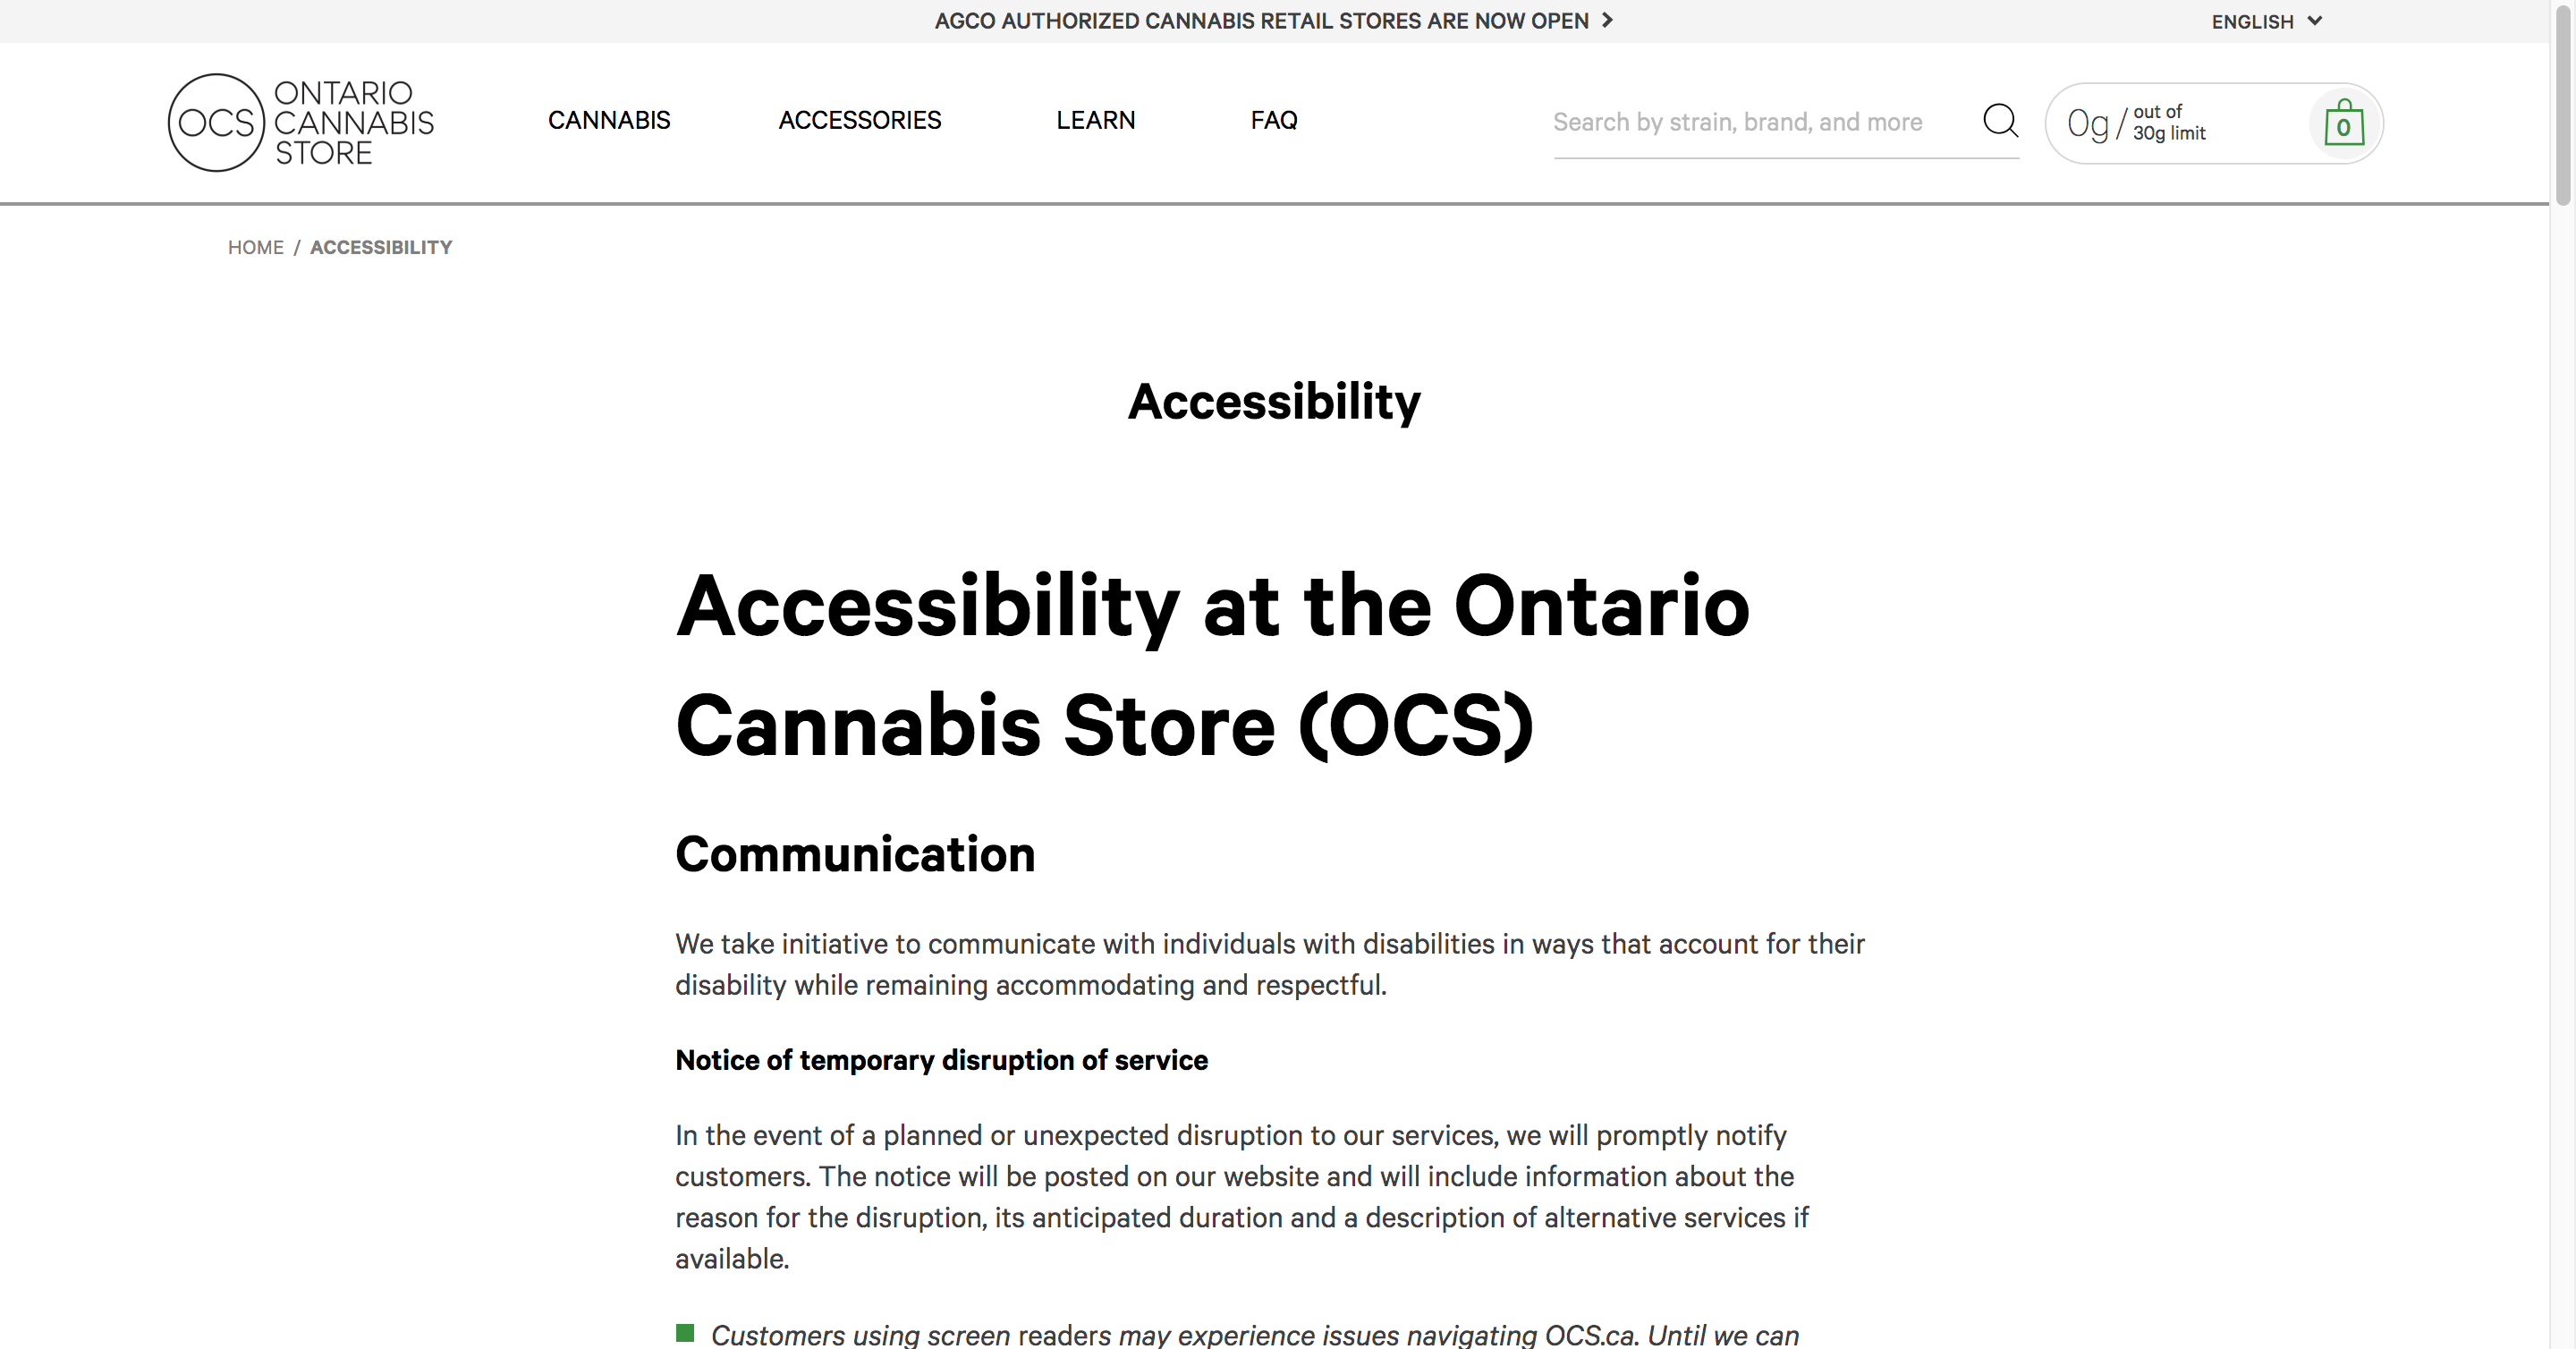 AGCO AUTHORIZED CANNABIS RETAIL STORES ARE NOW OPEN
ENGLISH
OCS
ONTARIO
CANNABIS
STORE
CANNABIS
ACCESSORIES
LEARN
FAQ
Search by strain, brand, and more
0g / out of
30g limit
0
HOME / ACCESSIBILITY
Accessibility
Accessibility at the Ontario
Cannabis Store (OCS)
Communication
We take initiative to communicate with individuals with disabilities in ways that account for their
disability while remaining accommodating and respectful.
Notice of temporary disruption of service
In the event of a planned or unexpected disruption to our services, we will promptly notify
customers. The notice will be posted on our website and will include information about the
reason for the disruption, its anticipated duration and a description of alternative services if
available.
Customers using screen readers may experience issues navigating OCS.ca. Until we can